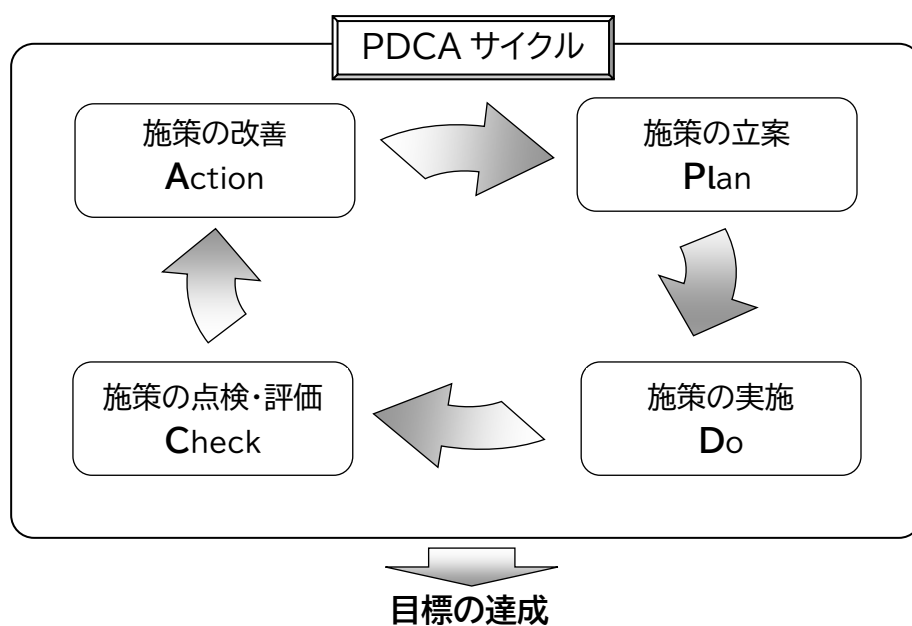 PDCA サイクル
施策の改善
Action
施策の立案
Plan
施策の点検・評価
Check
施策の実施
Do
目標の達成